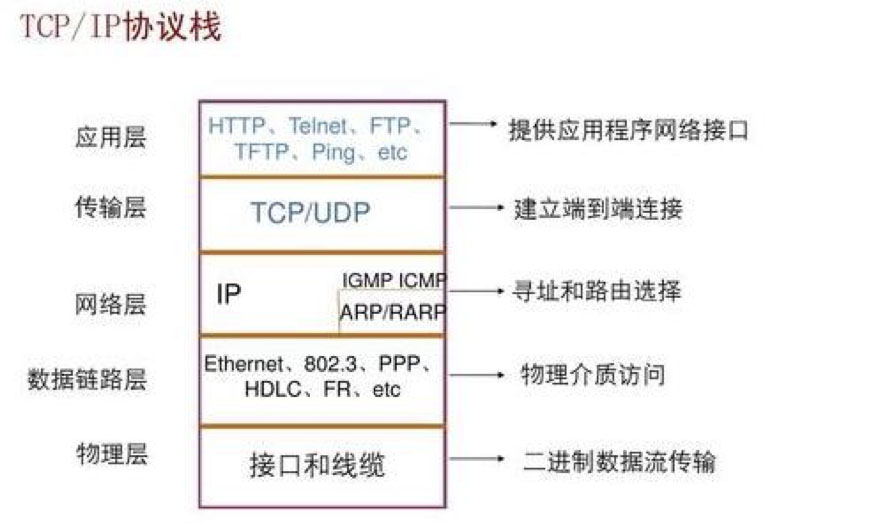 TCP/IP协议栈
应用层
HTTP、Telnet、FTP、
TFTP、Ping、etc
提供应用程序网络接口
传输层
TCP/UDP
建立端到端连接
网络层
IP
IGMP ICMP
ARP/RARP
寻址和路由选择
数据链路层
Ethernet、802.3、PPP、
HDLC、FR、etc
物理介质访问
物理层
接口和线缆
二进制数据流传输